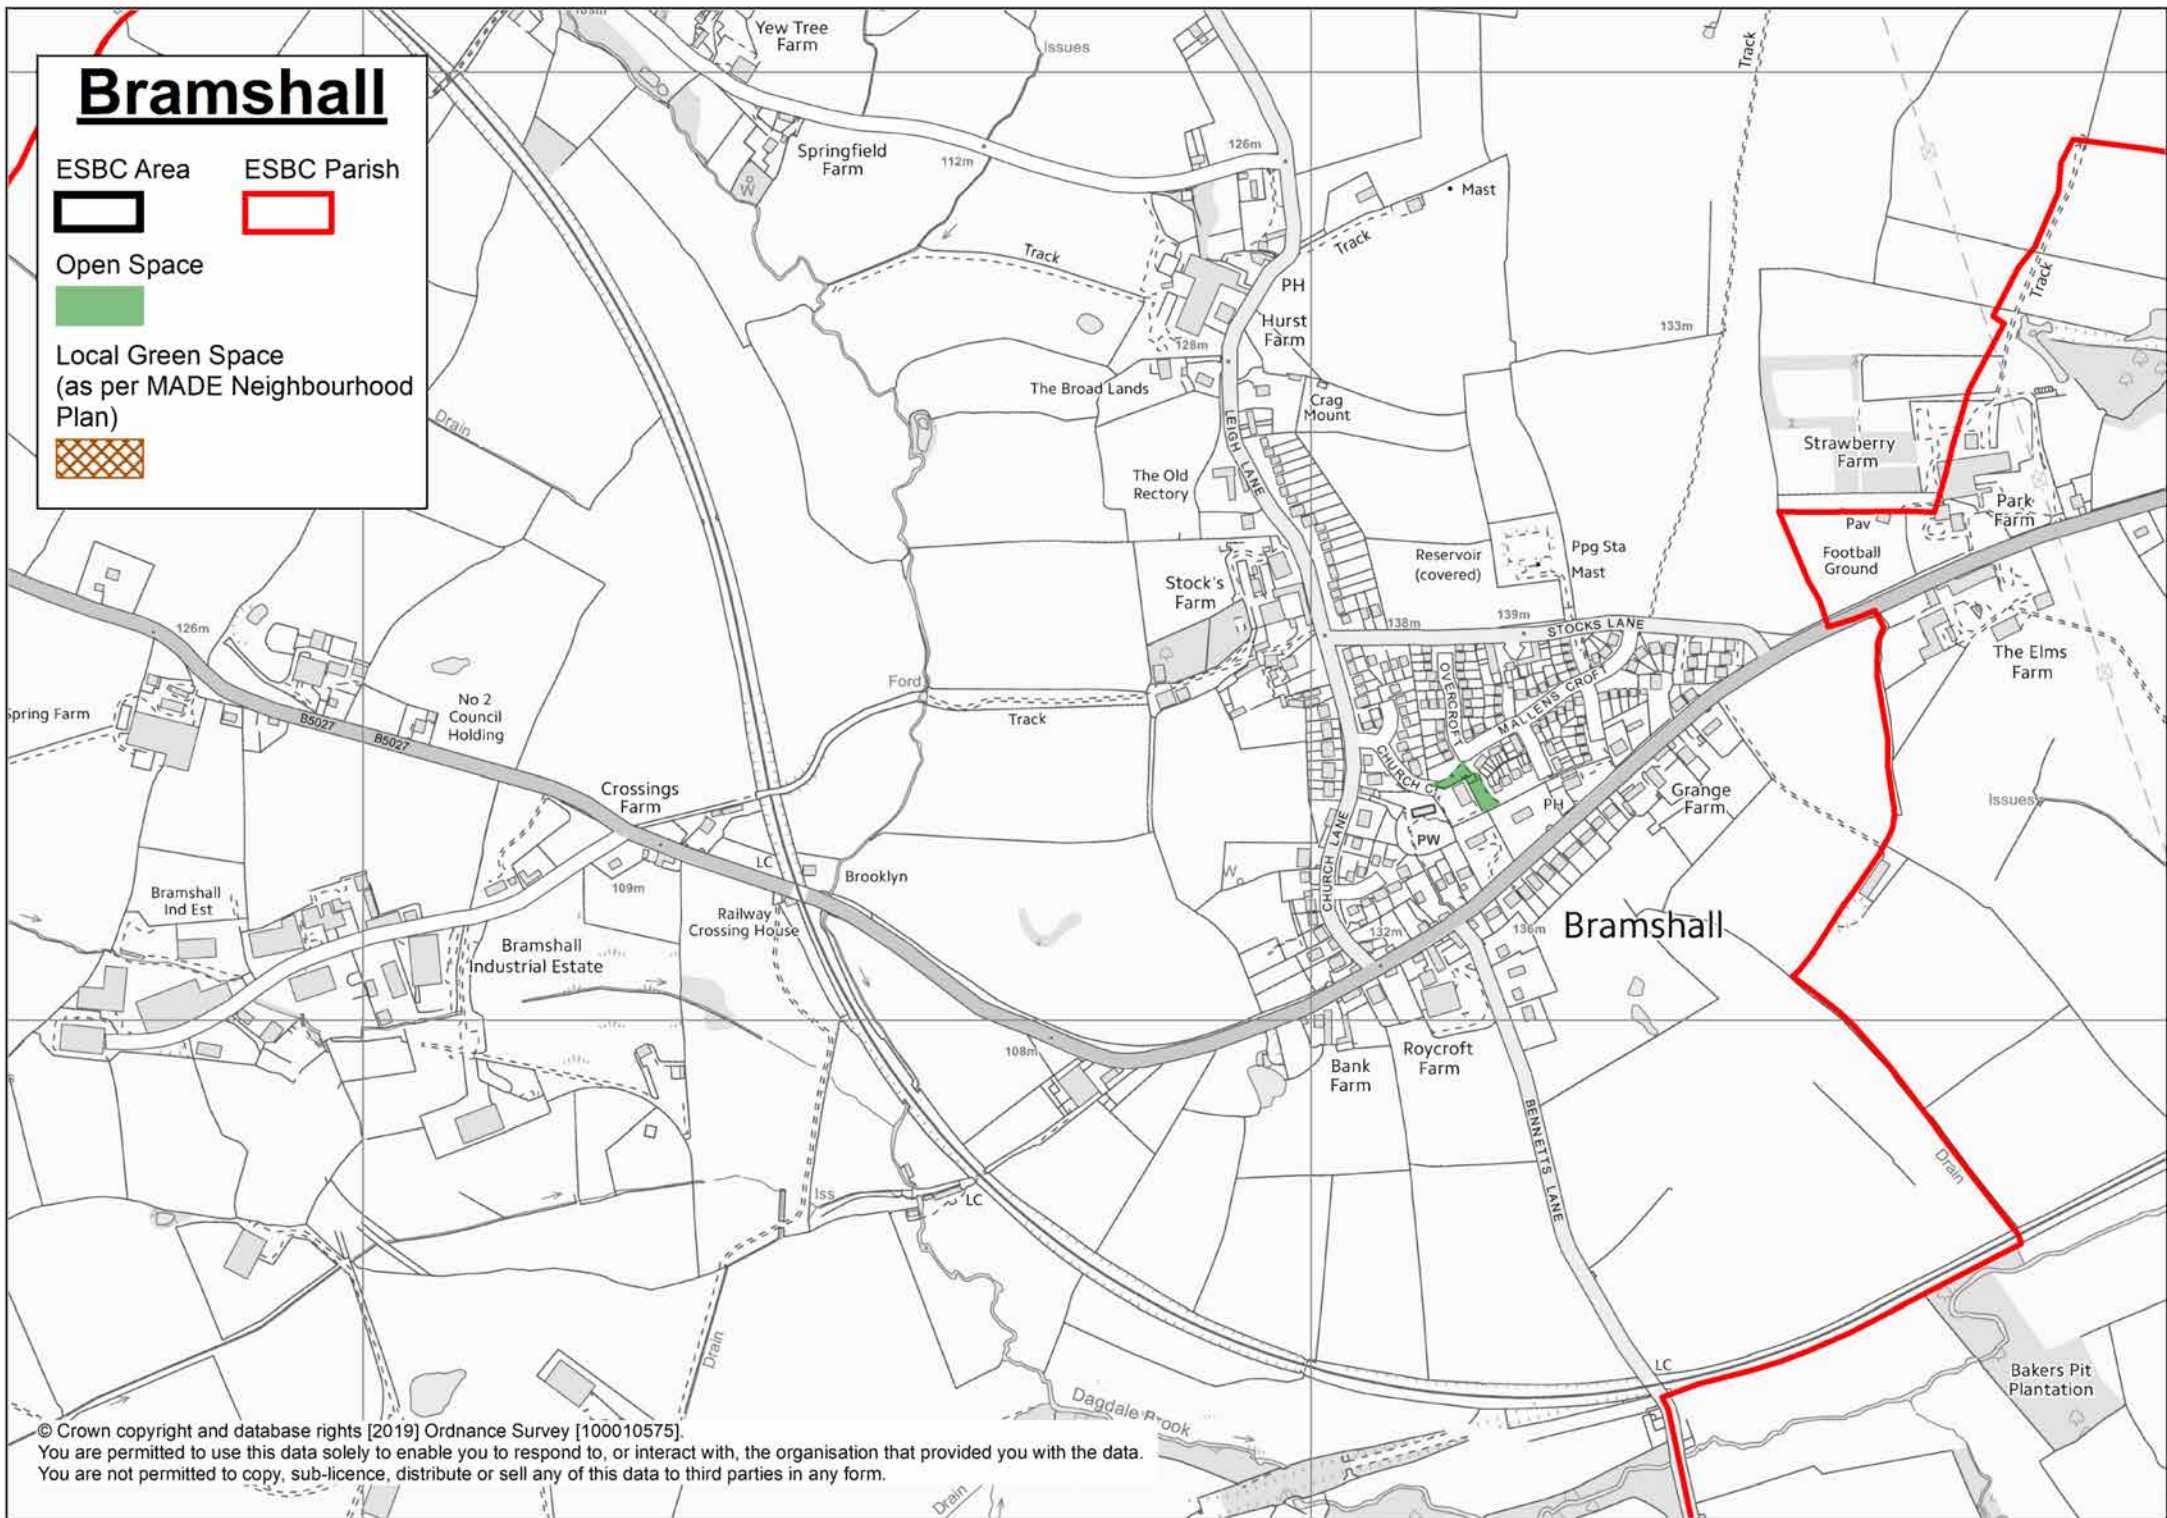 Bramshall
ESBC Area
ESBC Parish
Open Space
Local Green Space
(as per MADE Neighbourhood
Plan)
Yew Tree
Farm
Issues
Track
Springfield
Farm
112m
126m
Mast
W
Track
Track
PH
Hurst
Farm
128m
133m
Track
The Broad Lands
Crag
Mount
Drain
LEIGH LANE
Strawberry
Farm
The Old
Rectory
Park
Farm
Pav
Football
Ground
Reservoir
(covered)
Ppg Sta
Mast
Stock's
Farm
138m
139m
STOCKS LANE
126m
The Elms
Farm
Ford
OVERCROFT
MALLENS CROFT
Spring Farm
No 2
Council
Holding
B5027
B5027
Track
CHURCH CL
Crossings
Farm
PH
Grange
Farm
Issues
CHURCH LANE
PW
LC
Brooklyn
W
109m
Bramshall
Ind Est
Railway
Crossing House
Bramshall
Industrial Estate
132m
136m
Bramshall
108m
Bank
Farm
Roycroft
Farm
BENNETTS LANE
Drain
Iss
LC
Drain
LC
Bakers Pit
Plantation
Dagdale Brook
Drain
© Crown copyright and database rights [2019] Ordnance Survey [100010575].
You are permitted to use this data solely to enable you to respond to, or interact with, the organisation that provided you with the data.
You are not permitted to copy, sub-licence, distribute or sell any of this data to third parties in any form.